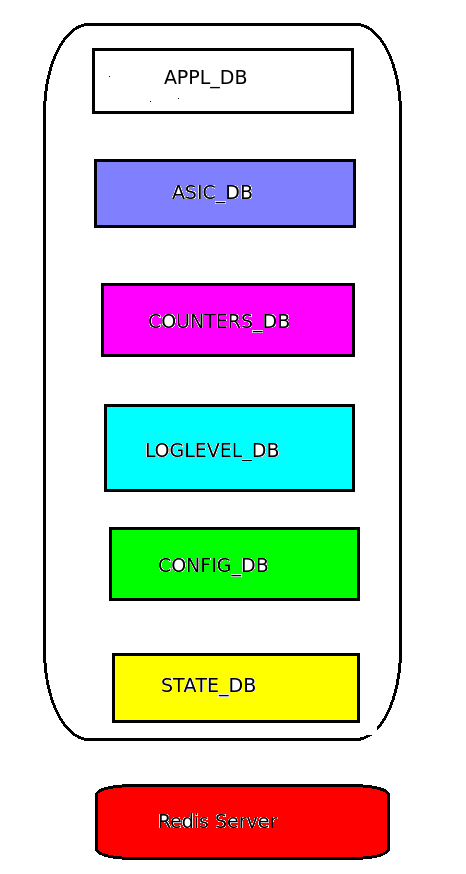 APPL_DB
ASIC_DB
COUNTERS_DB
LOGLEVEL_DB
CONFIG_DB
STATE_DB
Redis Server